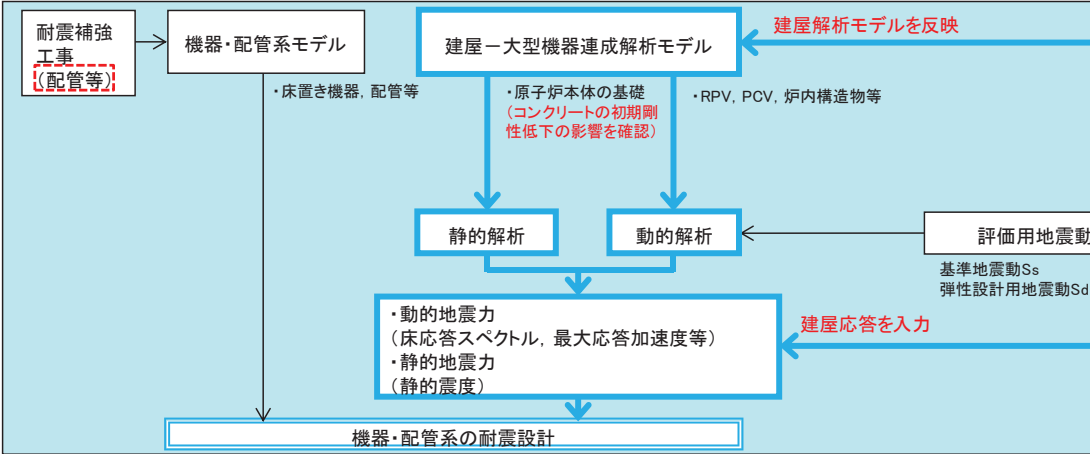 耐震補強
工事
(配管等)
機器・配管系モデル
建屋ー大型機器連成解析モデル
建屋解析モデルを反映
・床置き機器, 配管等
・原子炉本体の基礎
(コンクリートの初期剛
性低下の影響を確認)
・RPV, PCV, 炉内構造物等
静的解析
動的解析
評価用地震動
基準地震動Ss
弾性設計用地震動Sd
・動的地震力
(床応答スペクトル, 最大応答加速度等)
・静的地震力
(静的震度)
建屋応答を入力
機器・配管系の耐震設計